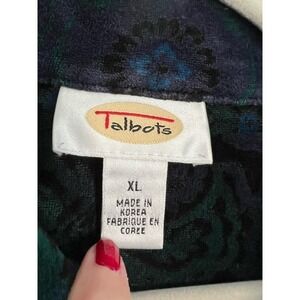 Talbots
XL
MADE IN
KOREA
FABRIQUE EN
COREE